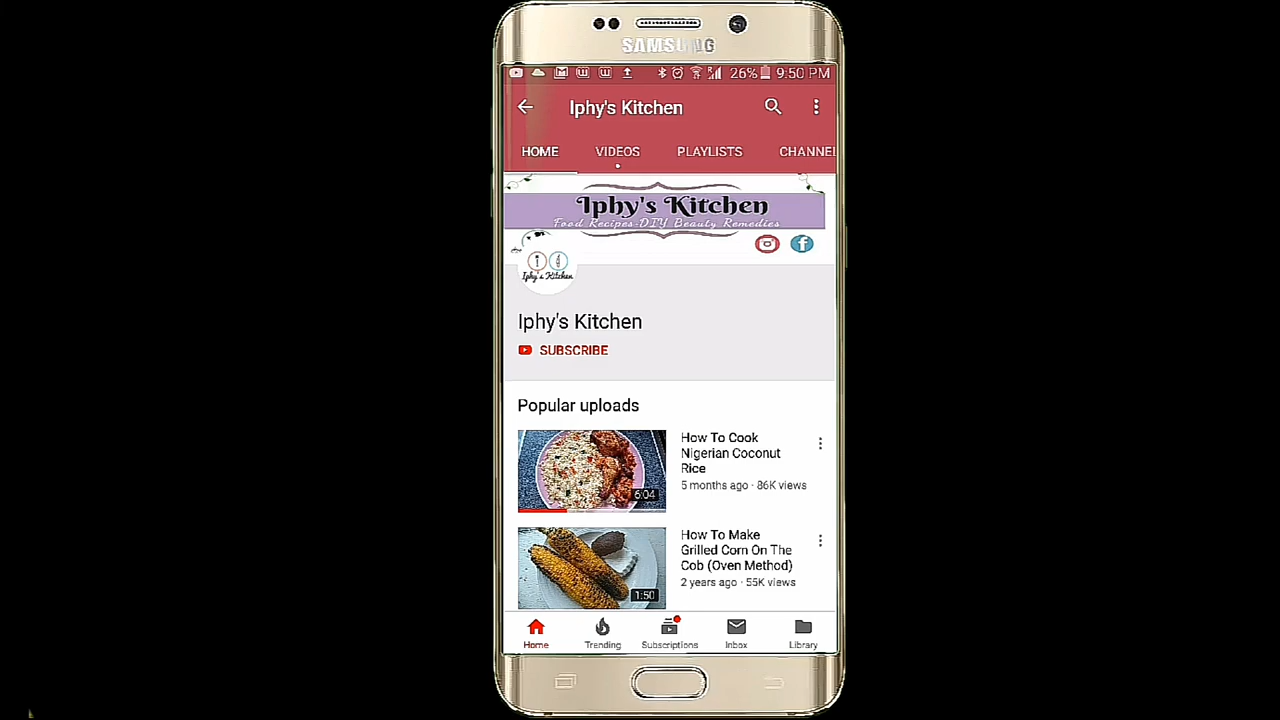 SAMSUNG
26% 9:50 PM
Iphy's Kitchen
HOME VIDEOS PLAYLISTS CHANNEL
Iphy's Kitchen
Food Recipes-DIY Beauty Remedies
Iphy's Kitchen
Iphy's Kitchen
SUBSCRIBE
Popular uploads
How To Cook
Nigerian Coconut
Rice
5 months ago · 86K views
6:04
How To Make
Grilled Corn On The
Cob (Oven Method)
2 years ago · 55K views
1:50
Home Trending Subscriptions Inbox Library